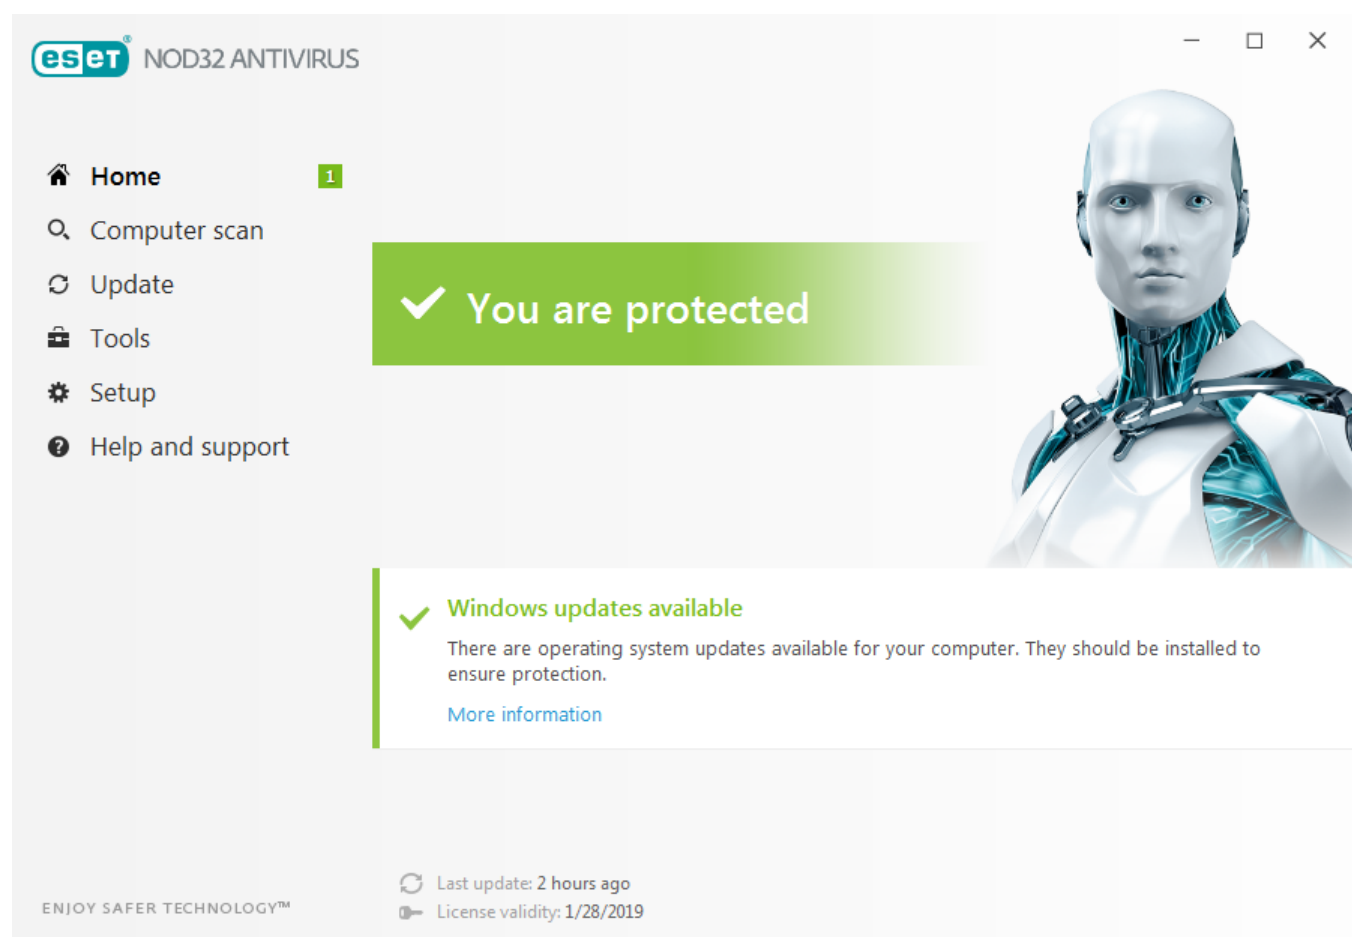 eset® NOD32 ANTIVIRUS
Home 1
Computer scan
Update
Tools
Setup
Help and support
You are protected
Windows updates available
There are operating system updates available for your computer. They should be installed to
ensure protection.
More information
Last update: 2 hours ago
License validity: 1/28/2019
ENJOY SAFER TECHNOLOGY™